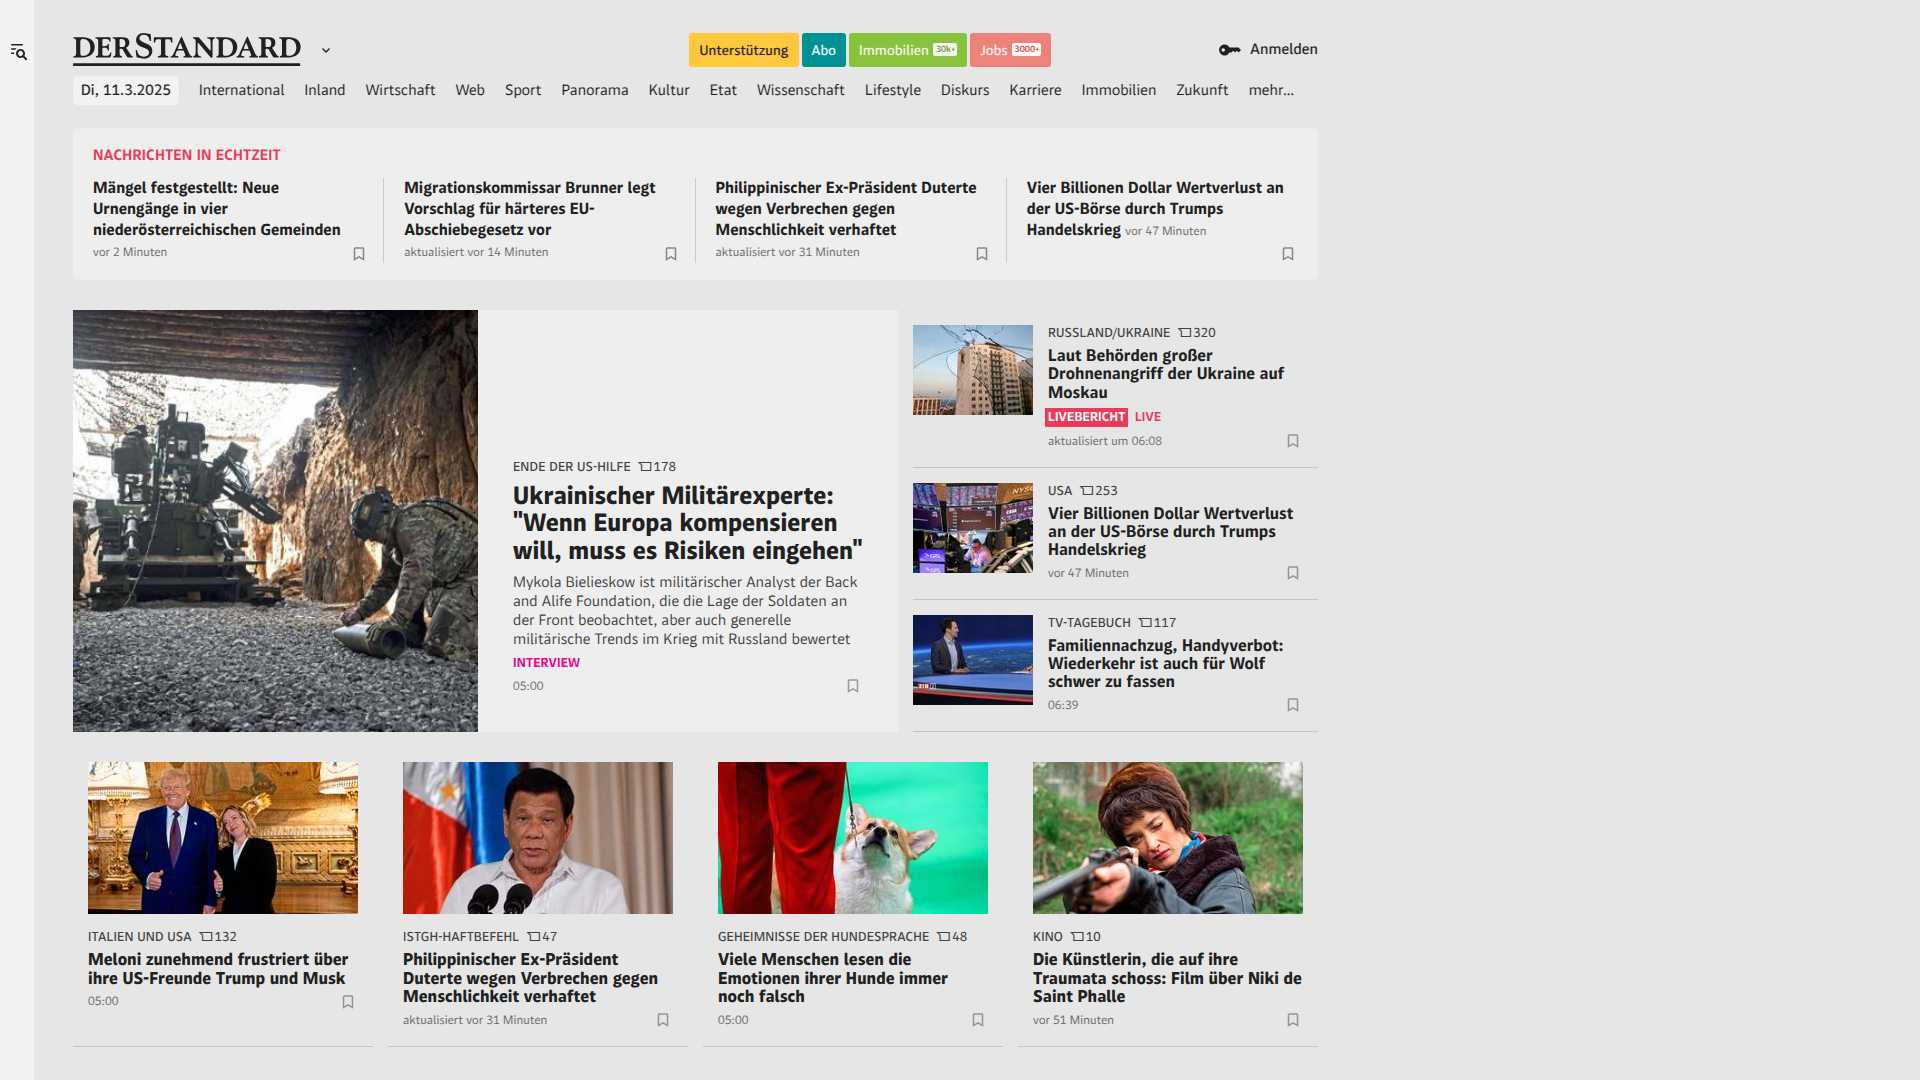 DERSTANDARD
Unterstützung
Abo
Immobilien 30k+
Jobs 3000+
Anmelden
Di, 11.3.2025 International Inland Wirtschaft Web Sport Panorama Kultur Etat Wissenschaft Lifestyle Diskurs Karriere Immobilien Zukunft mehr...
NACHRICHTEN IN ECHTZEIT
Mängel festgestellt: Neue
Urnengänge in vier
niederösterreichischen Gemeinden
vor 2 Minuten
Migrationskommissar Brunner legt
Vorschlag für härteres EU-
Abschiebegesetz vor
aktualisiert vor 14 Minuten
Philippinischer Ex-Präsident Duterte
wegen Verbrechen gegen
Menschlichkeit verhaftet
aktualisiert vor 31 Minuten
Vier Billionen Dollar Wertverlust an
der US-Börse durch Trumps
Handelskrieg vor 47 Minuten
ENDE DER US-HILFE 178
Ukrainischer Militärexperte:
"Wenn Europa kompensieren
will, muss es Risiken eingehen"
Mykola Bielieskow ist militärischer Analyst der Back
and Alife Foundation, die die Lage der Soldaten an
der Front beobachtet, aber auch generelle
militärische Trends im Krieg mit Russland bewertet
INTERVIEW
05:00
RUSSLAND/UKRAINE 320
Laut Behörden großer
Drohnenangriff der Ukraine auf
Moskau
LIVEBERICHT LIVE
aktualisiert um 06:08
USA 253
Vier Billionen Dollar Wertverlust
an der US-Börse durch Trumps
Handelskrieg
vor 47 Minuten
TV-TAGEBUCH 117
Familiennachzug, Handyverbot:
Wiederkehr ist auch für Wolf
schwer zu fassen
06:39
ITALIEN UND USA 132
Meloni zunehmend frustriert über
ihre US-Freunde Trump und Musk
05:00
ISTGH-HAFTBEFEHL 47
Philippinischer Ex-Präsident
Duterte wegen Verbrechen gegen
Menschlichkeit verhaftet
aktualisiert vor 31 Minuten
GEHEIMNISSE DER HUNDESPRACHE 48
Viele Menschen lesen die
Emotionen ihrer Hunde immer
noch falsch
05:00
KINO 10
Die Künstlerin, die auf ihre
Traumata schoss: Film über Niki de
Saint Phalle
vor 51 Minuten